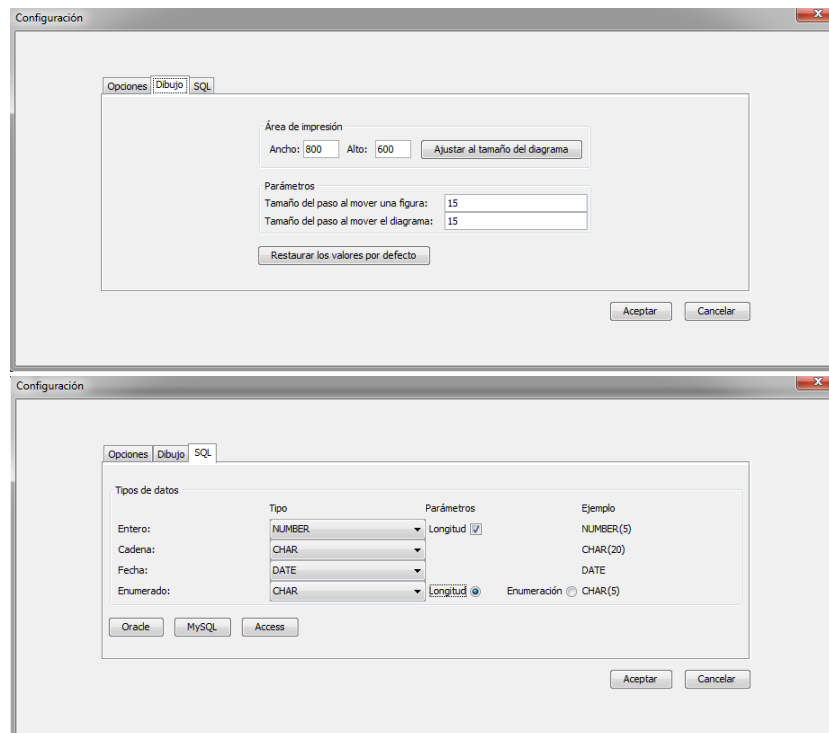 Configuración
x
Opciones Dibujo SQL
Área de impresión
Ancho: 800 Alto: 600 Ajustar al tamaño del diagrama
Parámetros
Tamaño del paso al mover una figura: 15
Tamaño del paso al mover el diagrama: 15
Restaurar los valores por defecto
Aceptar Cancelar
Configuración
x
Opciones Dibujo SQL
Tipos de datos
Tipo Parámetros Ejemplo
Entero: NUMBER Longitud NUMBER(5)
Cadena: CHAR CHAR(20)
Fecha: DATE DATE
Enumerado: CHAR Longitud Enumeración CHAR(5)
Oracle MySQL Access
Aceptar Cancelar